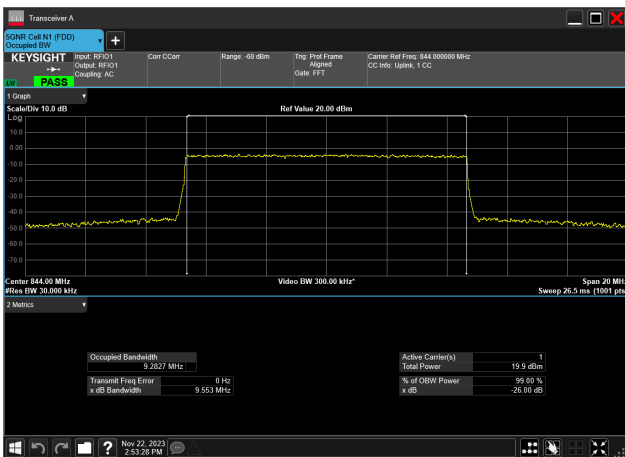 Transceiver A
5GNR Cell N1 (FDD)
Occupied BW
KEYSIGHT
LV
PASS
Input: RFIO1
Output: RFIO1
Coupling: AC
Corr CCorr
Range: -60 dBm
Trig: Prot Frame
Aligned
Gate: FFT
Carrier Ref Freq: 844.000000 MHz
CC Info: Uplink, 1 CC
1 Graph
Scale/Div 10.0 dB
Ref Value 20.00 dBm
Log
10.0
0.00
-10.0
-20.0
-30.0
-40.0
-50.0
-60.0
-70.0
Center 844.00 MHz
Video BW 300.00 kHz*
Span 20 MHz
#Res BW 30.000 kHz
Sweep 26.5 ms (1001 pts
2 Metrics
Occupied Bandwidth
9.2827 MHz
Transmit Freq Error 0 Hz
x dB Bandwidth 9.553 MHz
Active Carrier(s) 1
Total Power 19.9 dBm
% of OBW Power 99.00 %
x dB -26.00 dB
?
Nov 22, 2023
2:53:28 PM